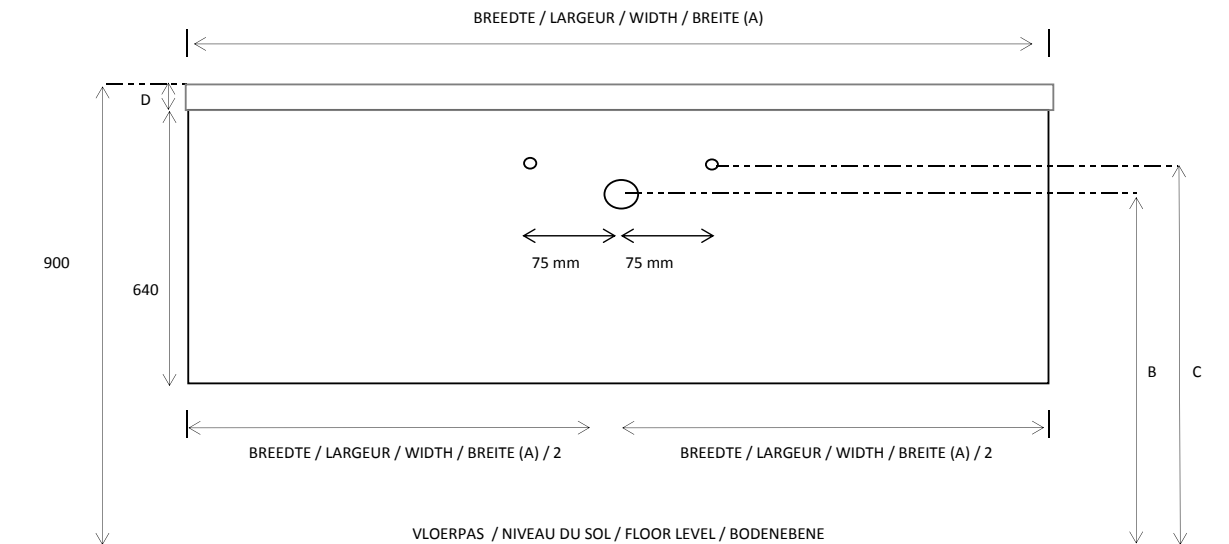 BREEDTE / LARGEUR / WIDTH / BREITE (A)
D
900
75 mm
75 mm
640
B
C
BREEDTE / LARGEUR / WIDTH / BREITE (A) / 2
BREEDTE / LARGEUR / WIDTH / BREITE (A) / 2
VLOERPAS / NIVEAU DU SOL / FLOOR LEVEL / BODENEBENE